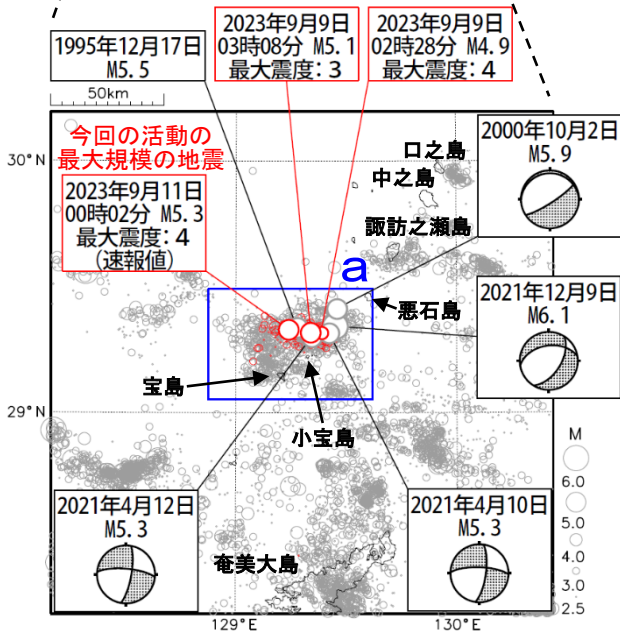 1995年12月17日
M5.5
2023年9月9日
03時08分 M5.1
最大震度：3
2023年9月9日
02時28分 M4.9
最大震度：4
50km
今回の活動の
最大規模の地震
2023年9月11日
00時02分 M5.3
最大震度：4
（速報値）
30°N
口之島
中之島
諏訪之瀬島
2000年10月2日
M5.9
a
悪石島
2021年12月9日
M6.1
宝島
小宝島
29°N
M
6.0
5.0
4.0
3.0
2.5
2021年4月12日
M5.3
奄美大島
2021年4月10日
M5.3
129°E
130°E